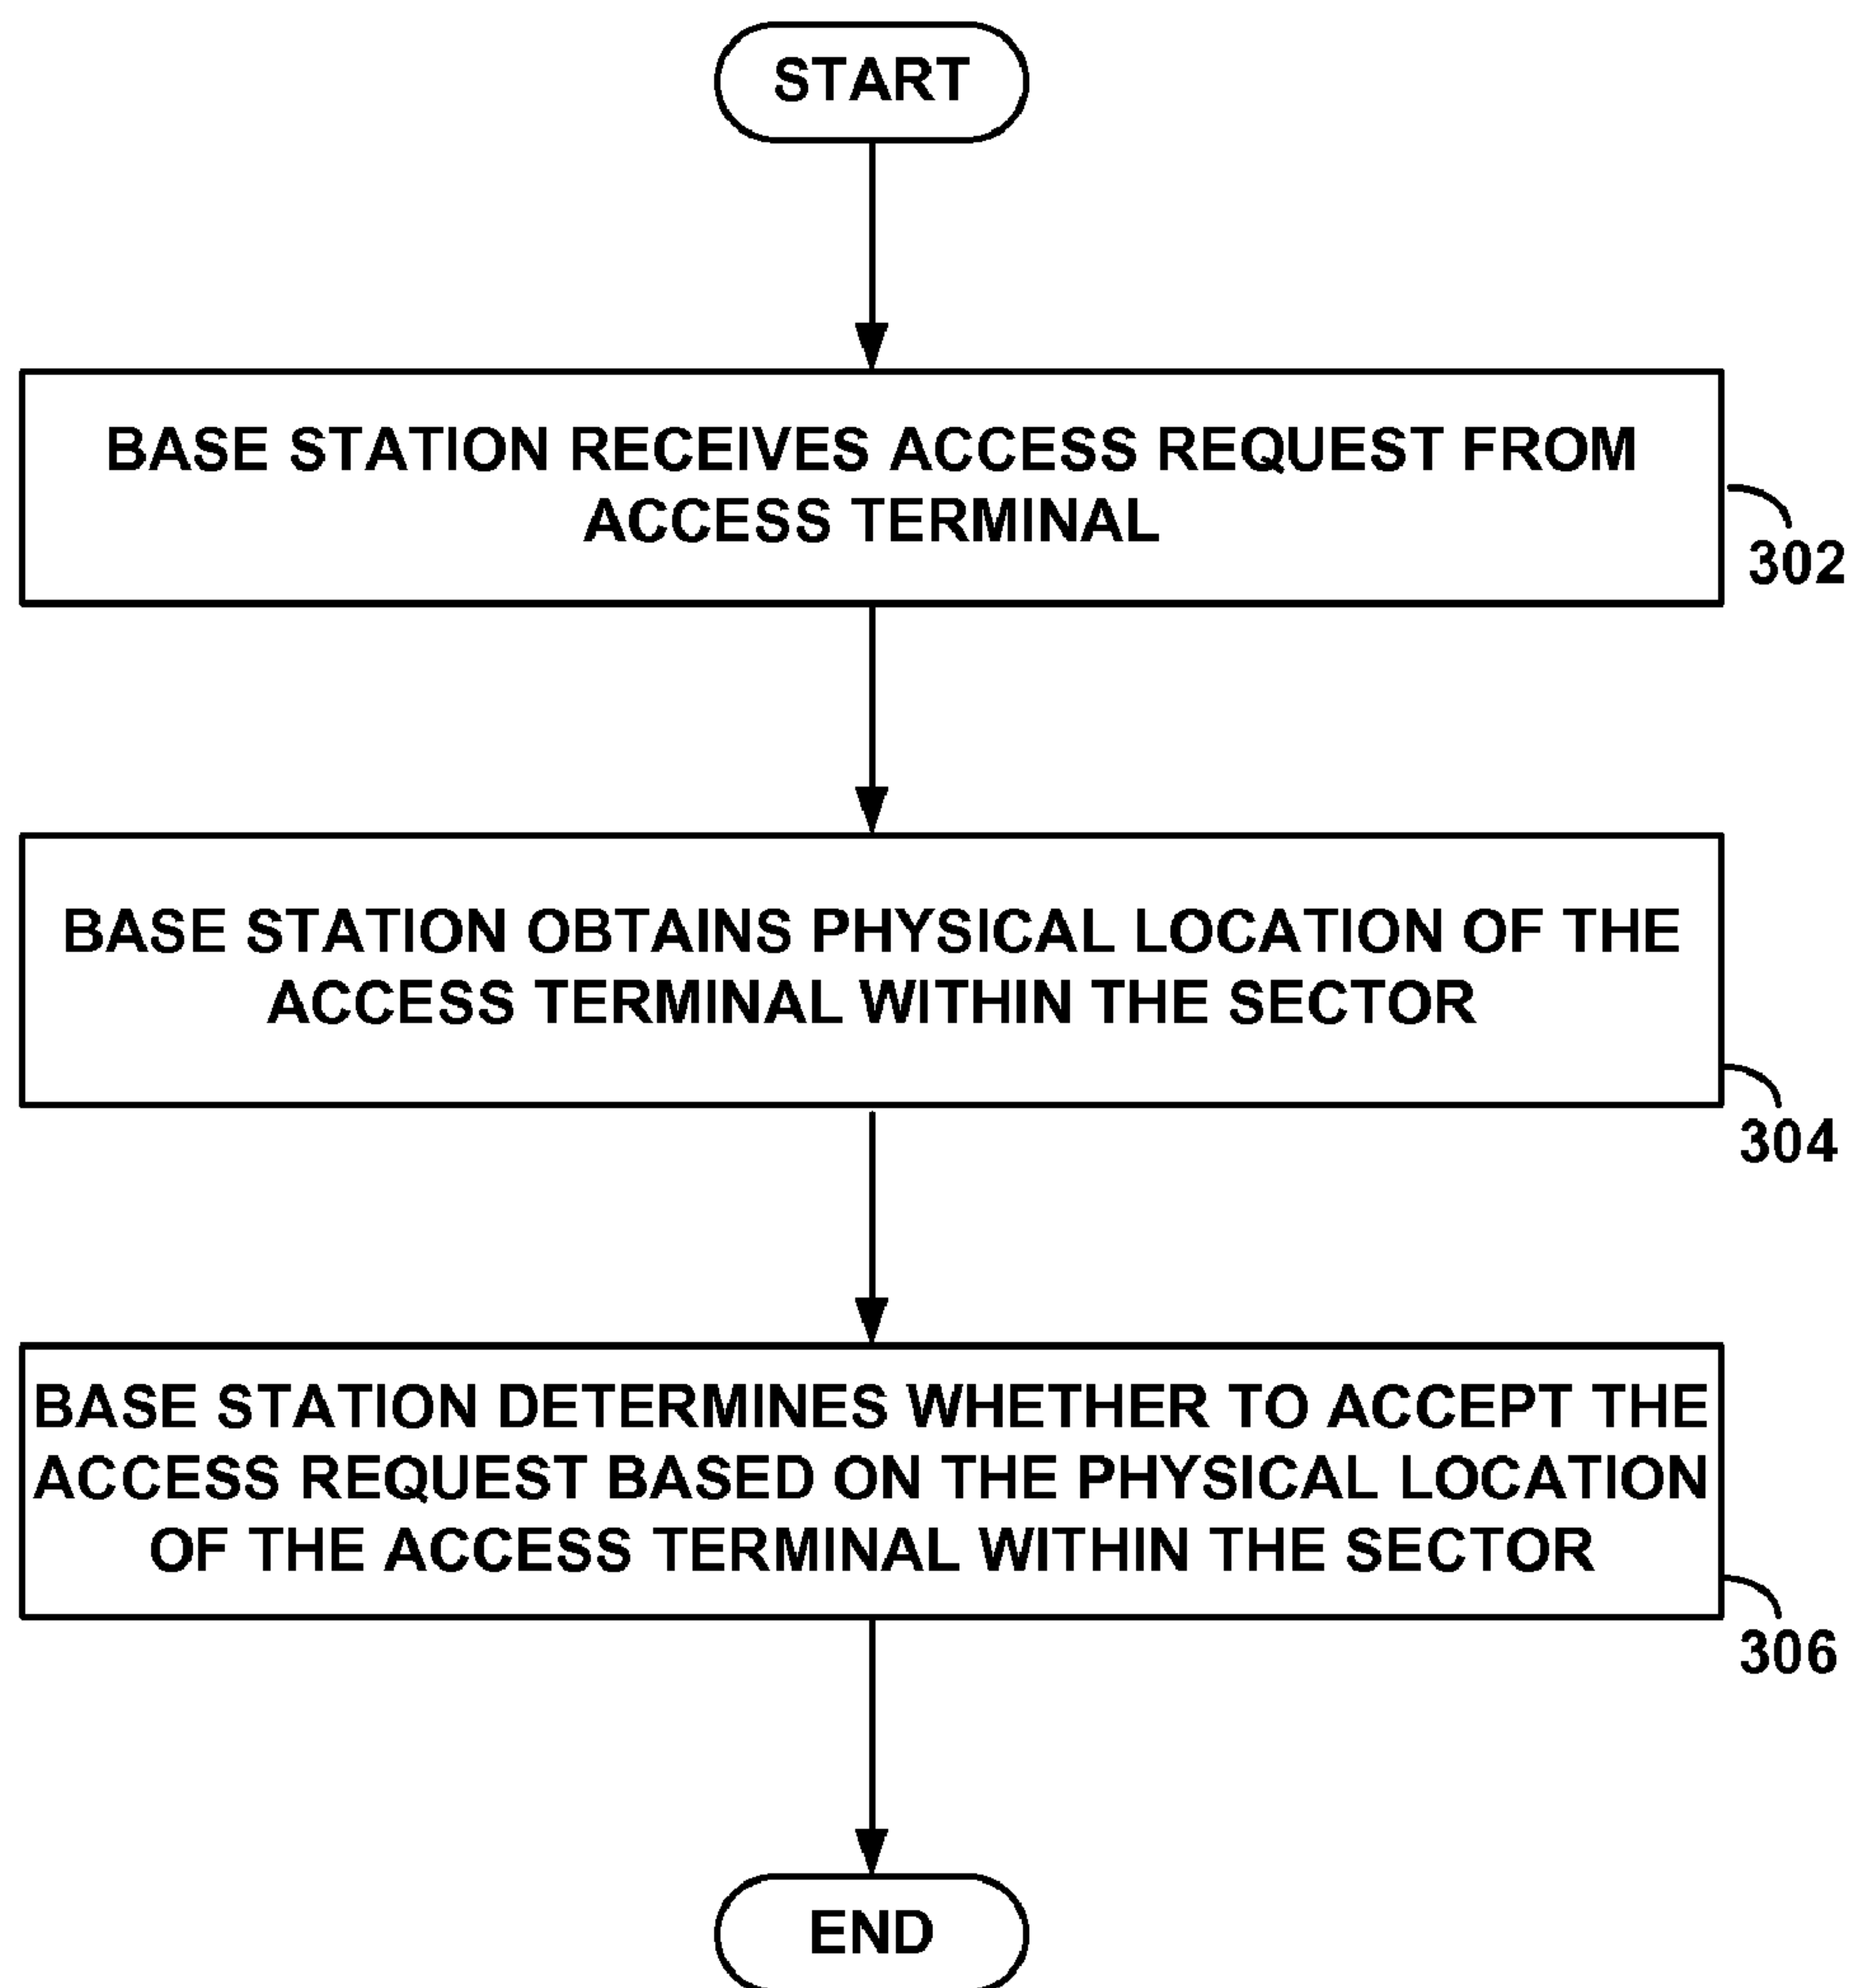 START
BASE STATION RECEIVES ACCESS REQUEST FROM
ACCESS TERMINAL
302
BASE STATION OBTAINS PHYSICAL LOCATION OF THE
ACCESS TERMINAL WITHIN THE SECTOR
304
BASE STATION DETERMINES WHETHER TO ACCEPT THE
ACCESS REQUEST BASED ON THE PHYSICAL LOCATION
OF THE ACCESS TERMINAL WITHIN THE SECTOR
306
END